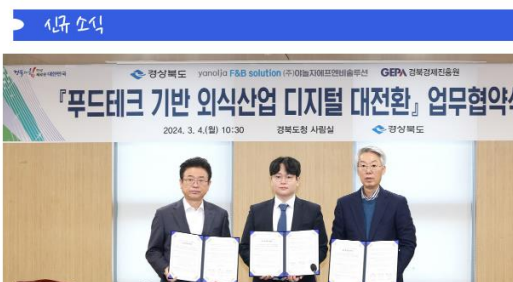 신규 소식
경상북도 yanolja F&B solution (주)야놀자에프앤비솔루션 GEPA 경북경제진흥원
『푸드테크 기반 외식산업 디지털 대전환』 업무협약식
2024. 3. 4.(월) 10:30 경북도청 사림실 경상북도